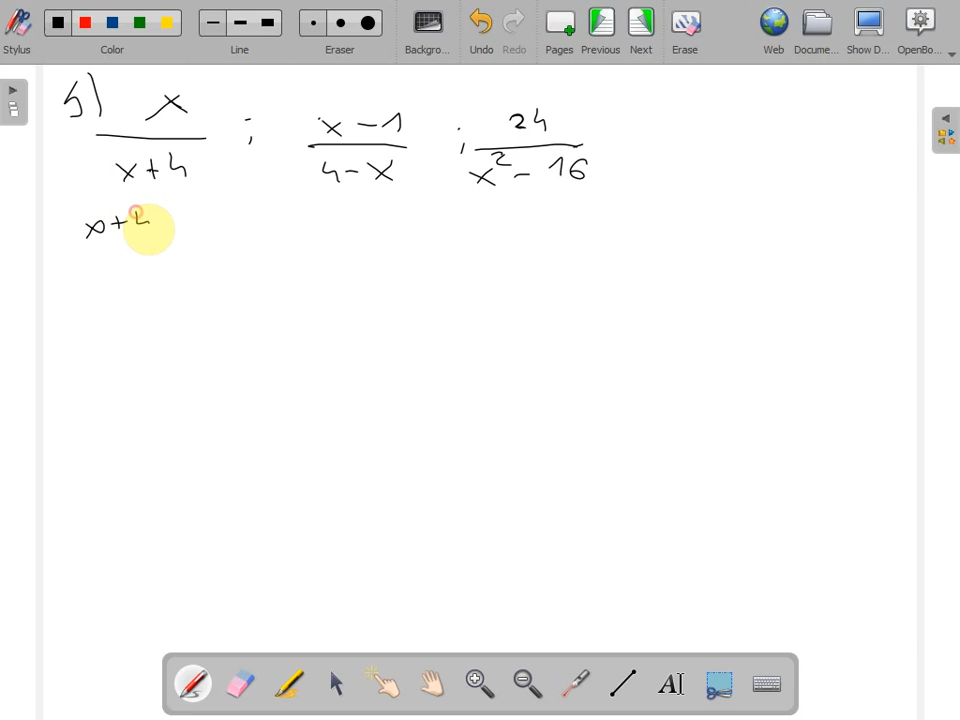 Stylus Color Line Eraser Backgro... Undo Redo Pages Previous Next Erase Web Docume... Show D... OpenBo...
5) x/(x+4) ; (x-1)/(4-x) ; 24/(x²-16)
x+4